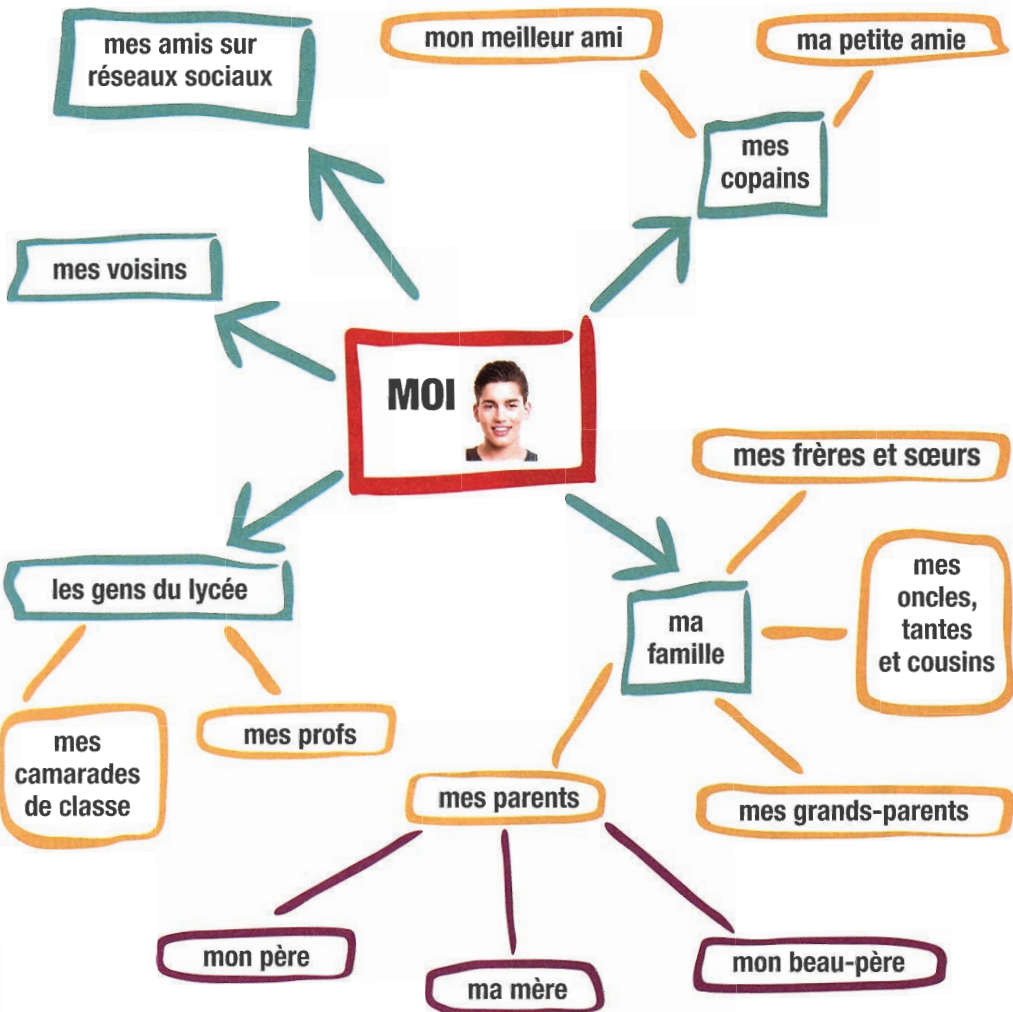 mes amis sur
réseaux sociaux
mon meilleur ami
ma petite amie
mes
copains
mes voisins
MOI
mes frères et sœurs
les gens du lycée
ma
famille
mes
oncles,
tantes
et cousins
mes
camarades
de classe
mes profs
mes parents
mes grands-parents
mon père
ma mère
mon beau-père